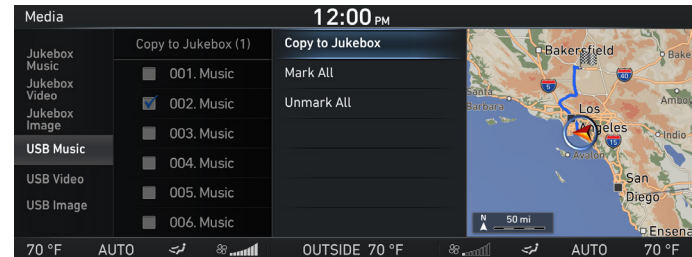 Media
12:00 PM
Jukebox
Music
Jukebox
Video
Jukebox
Image
USB Music
USB Video
USB Image
Copy to Jukebox (1)
001. Music
002. Music
003. Music
004. Music
005. Music
006. Music
Copy to Jukebox
Mark All
Unmark All
Bakersfield
Bake
5
40
Santa
Barbara
Amboy
Los
Angeles
15
Indio
Avalon
San
Diego
N
50 mi
Ensena
70 °F
AUTO
OUTSIDE 70 °F
AUTO
70 °F